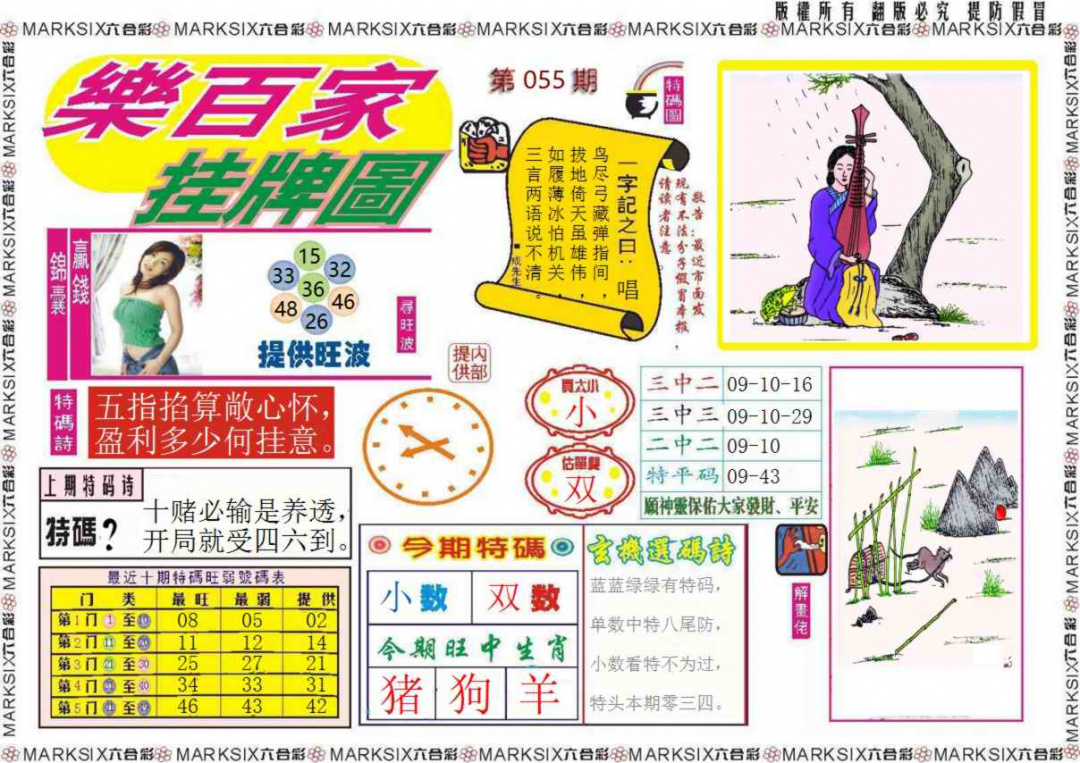 版權所有 翻版必究 提防假冒
MARKSIX六合彩 MARKSIX六合彩 MARKSIX六合彩 MARKSIX六合彩 MARKSIX六合彩 MARKSIX六合彩 MARKSIX六合彩
樂百家
挂牌圖
第 055 期
特碼圖
一字記之曰：唱
鸟尽弓藏弹指间，
拔地倚天虽雄伟，
如履薄冰怕机关，
三言两语说不清。
■成先生
敬告:最近市面发
现有不法分子假冒本报，
请读者注意。
贏錢
錦囊
15
33 32
36
48 46
26
提供旺波
尋旺波
内部
提供
特碼詩
五指掐算敞心怀，
盈利多少何挂意。
買大小
小
估單雙
双
三中二 09-10-16
三中三 09-10-29
二中二 09-10
特平码 09-43
願神靈保佑大家發財、平安
上期特码诗
特碼?
十赌必输是养透，
开局就受四六到。
最近十期特碼旺弱號碼表
门 类 最旺 最弱 提供
第1门 1 至 08 05 02
第2门 11 至 11 12 14
第3门 21 至 30 25 27 21
第4门 至 40 34 33 31
第5门 至 46 43 42
今期特碼
小数 双数
今期旺中生肖
猪 狗 羊
玄機選碼詩
蓝蓝绿绿有特码，
单数中特八尾防，
小数看特不为过，
特头本期零三四。
解畫佬
MARKSIX六合彩 MARKSIX六合彩 MARKSIX六合彩 MARKSIX六合彩 MARKSIX六合彩 MARKSIX六合彩 MARKSIX六合彩